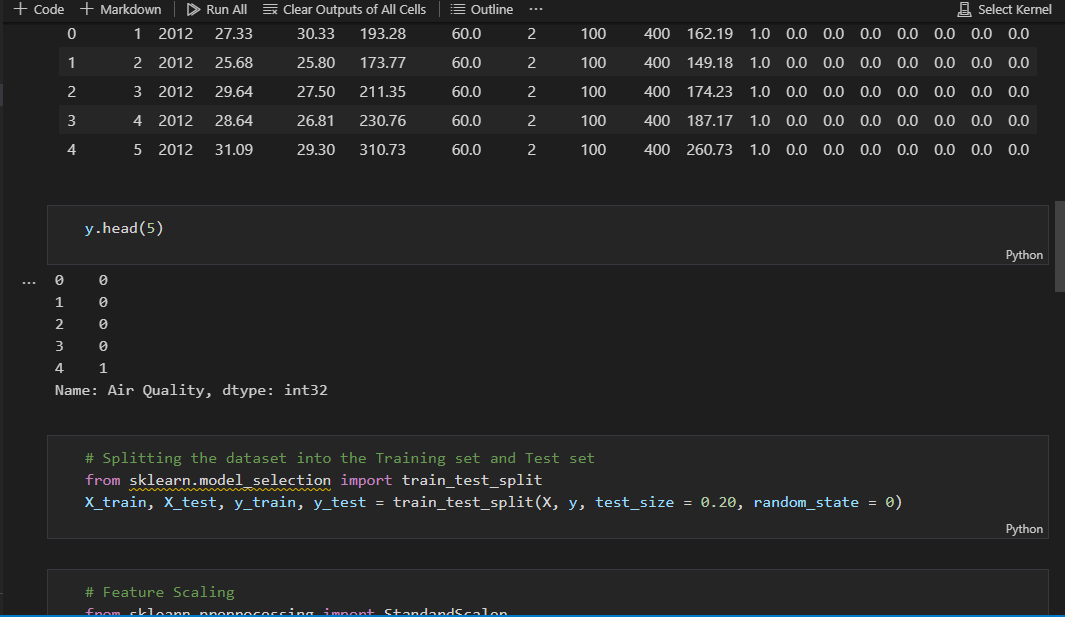 Code Markdown Run All Clear Outputs of All Cells Outline ... Select Kernel
0 1 2012 27.33 30.33 193.28 60.0 2 100 400 162.19 1.0 0.0 0.0 0.0 0.0 0.0 0.0 0.0
1 2 2012 25.68 25.80 173.77 60.0 2 100 400 149.18 1.0 0.0 0.0 0.0 0.0 0.0 0.0 0.0
2 3 2012 29.64 27.50 211.35 60.0 2 100 400 174.23 1.0 0.0 0.0 0.0 0.0 0.0 0.0 0.0
3 4 2012 28.64 26.81 230.76 60.0 2 100 400 187.17 1.0 0.0 0.0 0.0 0.0 0.0 0.0 0.0
4 5 2012 31.09 29.30 310.73 60.0 2 100 400 260.73 1.0 0.0 0.0 0.0 0.0 0.0 0.0 0.0
y.head(5)
Python
... 0 0
1 0
2 0
3 0
4 1
Name: Air Quality, dtype: int32
# Splitting the dataset into the Training set and Test set
from sklearn.model_selection import train_test_split
X_train, X_test, y_train, y_test = train_test_split(X, y, test_size = 0.20, random_state = 0)
Python
# Feature Scaling
from sklearn.preprocessing import StandardScaler